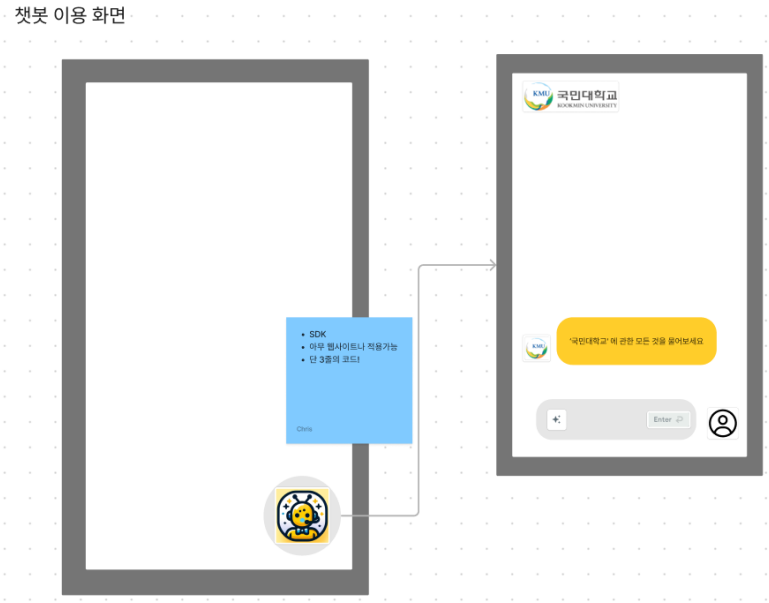 챗봇 이용 화면
KMU 국민대학교
KOOKMIN UNIVERSITY
• SDK
• 아무 웹사이트나 적용가능
• 단 3줄의 코드!
Chris
KMU
'국민대학교' 에 관한 모든 것을 물어보세요
Enter